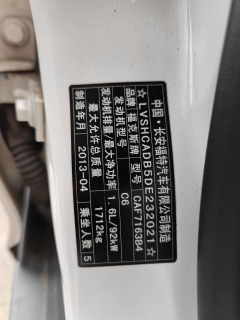 中国·长安福特汽车有限公司制造
☆LVSHCADB5DE232021☆
品牌 福克斯牌 型号 CAF7163B4
发动机型号 C6
发动机排量/最大净功率 1.6L/92kW
最大允许总质量 1712kg
制造年月 2013-04 乘坐人数 5